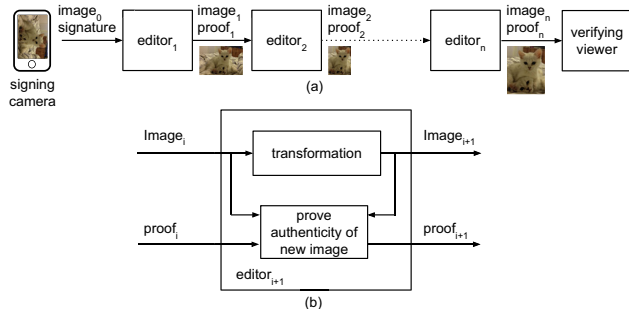 image₀
signature
signing
camera
editor₁
image₁
proof₁
editor₂
image₂
proof₂
editorₙ
imageₙ
proofₙ
verifying
viewer
(a)
Imageᵢ
transformation
Imageᵢ₊₁
proofᵢ
prove
authenticity of
new image
proofᵢ₊₁
editorᵢ₊₁
(b)